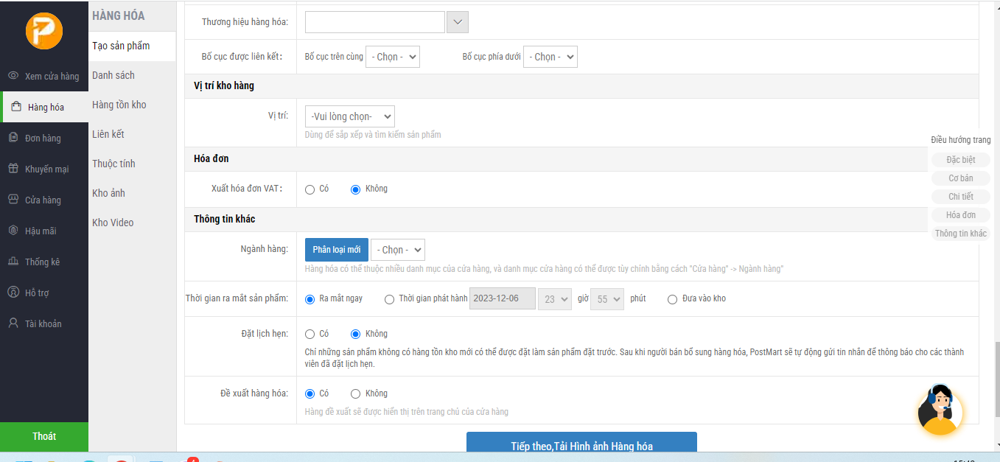 HÀNG HÓA
Tạo sản phẩm
Danh sách
Hàng tồn kho
Liên kết
Thuộc tính
Kho ảnh
Kho Video
Xem cửa hàng
Hàng hóa
Đơn hàng
Khuyến mại
Cửa hàng
Hậu mãi
Thống kê
Hỗ trợ
Tài khoản
Thoát
Thương hiệu hàng hóa:
Bố cục được liên kết: Bố cục trên cùng - Chọn - Bố cục phía dưới - Chọn -
Vị trí kho hàng
Vị trí: -Vui lòng chọn-
Dùng để sắp xếp và tìm kiếm sản phẩm
Hóa đơn
Xuất hóa đơn VAT: Có Không
Thông tin khác
Ngành hàng: Phân loại mới - Chọn -
Hàng hóa có thể thuộc nhiều danh mục của cửa hàng, và danh mục cửa hàng có thể được tùy chỉnh bằng cách "Cửa hàng" -> Ngành hàng"
Thời gian ra mắt sản phẩm: Ra mắt ngay Thời gian phát hành 2023-12-06 23 giờ 55 phút Đưa vào kho
Đặt lịch hẹn: Có Không
Chỉ những sản phẩm không có hàng tồn kho mới có thể được đặt làm sản phẩm đặt trước. Sau khi người bán bổ sung hàng hóa, PostMart sẽ tự động gửi tin nhắn để thông báo cho các thành
viên đã đặt lịch hẹn.
Đề xuất hàng hóa: Có Không
Hàng đề xuất sẽ được hiển thị trên trang chủ của cửa hàng
Tiếp theo,Tải Hình ảnh Hàng hóa
Điều hướng trang
Đặc biệt
Cơ bản
Chi tiết
Hóa đơn
Thông tin khác